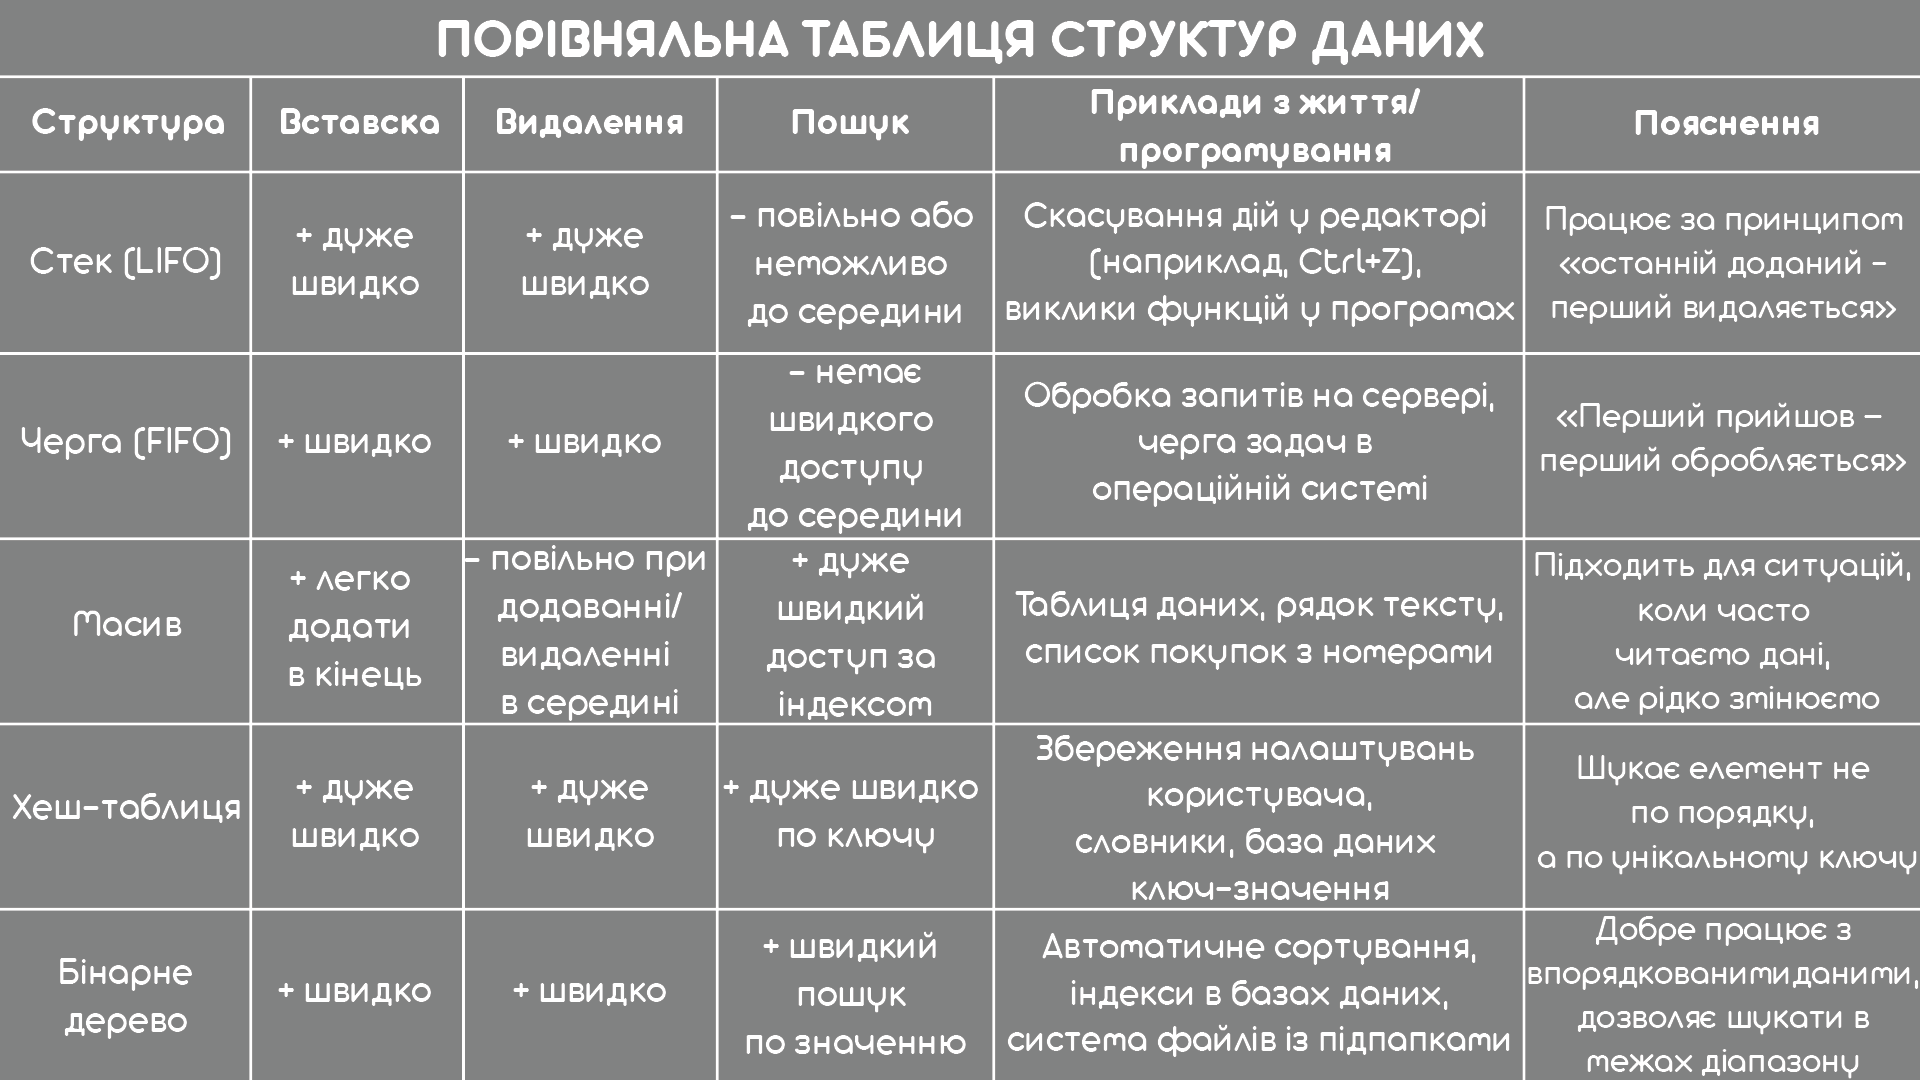 ПОРІВНЯЛЬНА ТАБЛИЦЯ СТРУКТУР ДАНИХ
Структура
Вставска
Видалення
Пошук
Приклади з життя/
програмування
Пояснення
Стек (LIFO)
+ дуже
швидко
+ дуже
швидко
- повільно або
неможливо
до середини
Скасування дій у редакторі
(наприклад, Ctrl+Z),
виклики функцій у програмах
Працює за принципом
«останній доданий -
перший видаляється»
Черга (FIFO)
+ швидко
+ швидко
- немає
швидкого
доступу
до середини
Обробка запитів на сервері,
черга задач в
операційній системі
«Перший прийшов –
перший обробляється»
Масив
+ легко
додати
в кінець
- повільно при
додаванні/
видаленні
в середині
+ дуже
швидкий
доступ за
індексом
Таблиця даних, рядок тексту,
список покупок з номерами
Підходить для ситуацій,
коли часто
читаємо дані,
але рідко змінюємо
Хеш-таблиця
+ дуже
швидко
+ дуже
швидко
+ дуже швидко
по ключу
Збереження налаштувань
користувача,
словники, база даних
ключ-значення
Шукає елемент не
по порядку,
а по унікальному ключу
Бінарне
дерево
+ швидко
+ швидко
+ швидкий
пошук
по значенню
Автоматичне сортування,
індекси в базах даних,
система файлів із підпапками
Добре працює з
впорядкованимиданими,
дозволяє шукати в
межах діапазону